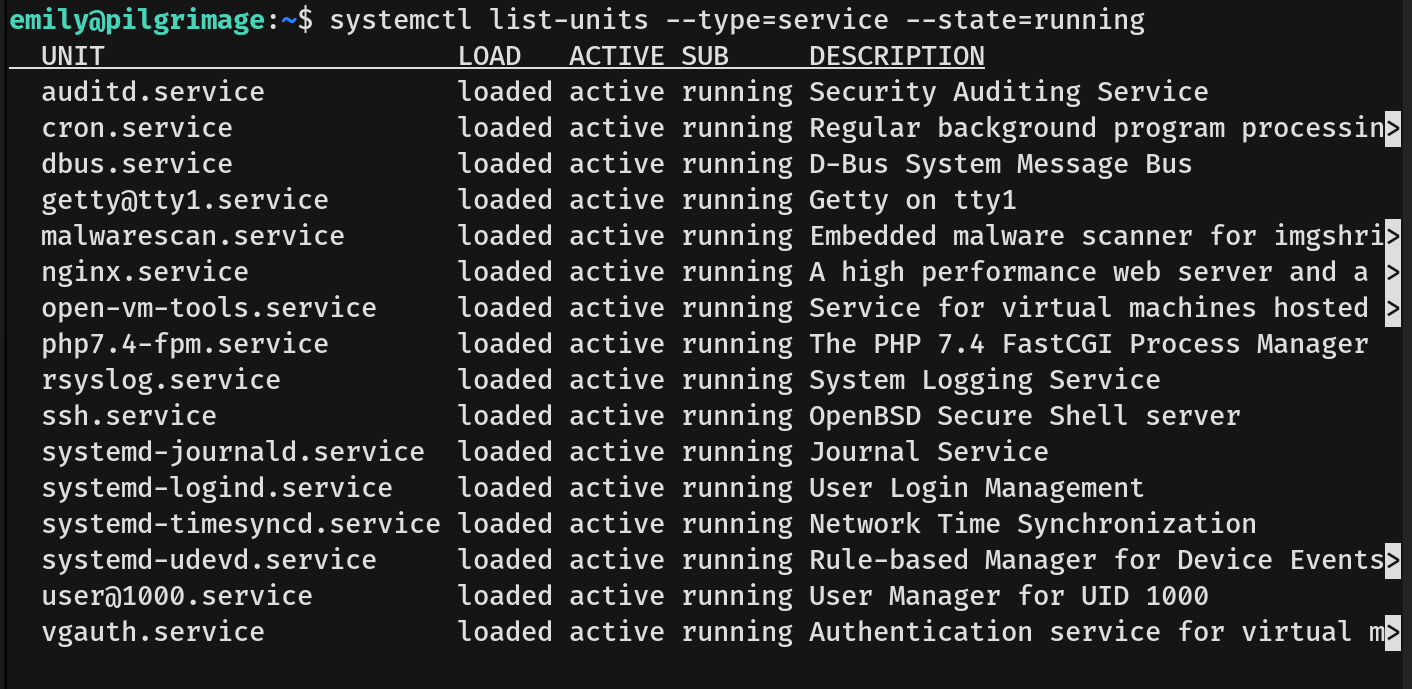 emily@pilgrimage:~$ systemctl list-units --type=service --state=running
  UNIT                      LOAD   ACTIVE SUB     DESCRIPTION
  auditd.service            loaded active running Security Auditing Service
  cron.service              loaded active running Regular background program processin>
  dbus.service              loaded active running D-Bus System Message Bus
  getty@tty1.service        loaded active running Getty on tty1
  malwarescan.service       loaded active running Embedded malware scanner for imgshri>
  nginx.service             loaded active running A high performance web server and a >
  open-vm-tools.service     loaded active running Service for virtual machines hosted >
  php7.4-fpm.service        loaded active running The PHP 7.4 FastCGI Process Manager
  rsyslog.service           loaded active running System Logging Service
  ssh.service               loaded active running OpenBSD Secure Shell server
  systemd-journald.service  loaded active running Journal Service
  systemd-logind.service    loaded active running User Login Management
  systemd-timesyncd.service loaded active running Network Time Synchronization
  systemd-udevd.service     loaded active running Rule-based Manager for Device Events>
  user@1000.service         loaded active running User Manager for UID 1000
  vgauth.service            loaded active running Authentication service for virtual m>